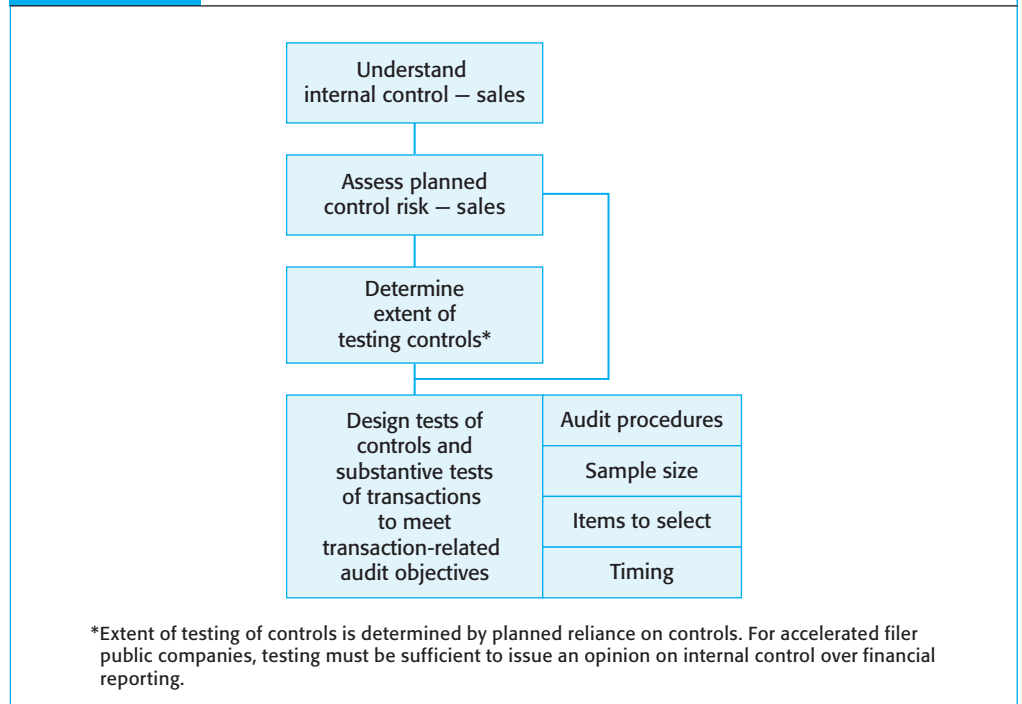 Understand
internal control — sales
Assess planned
control risk — sales
Determine
extent of
testing controls*
Design tests of
controls and
substantive tests
of transactions
to meet
transaction-related
audit objectives
Audit procedures
Sample size
Items to select
Timing
*Extent of testing of controls is determined by planned reliance on controls. For accelerated filer
public companies, testing must be sufficient to issue an opinion on internal control over financial
reporting.